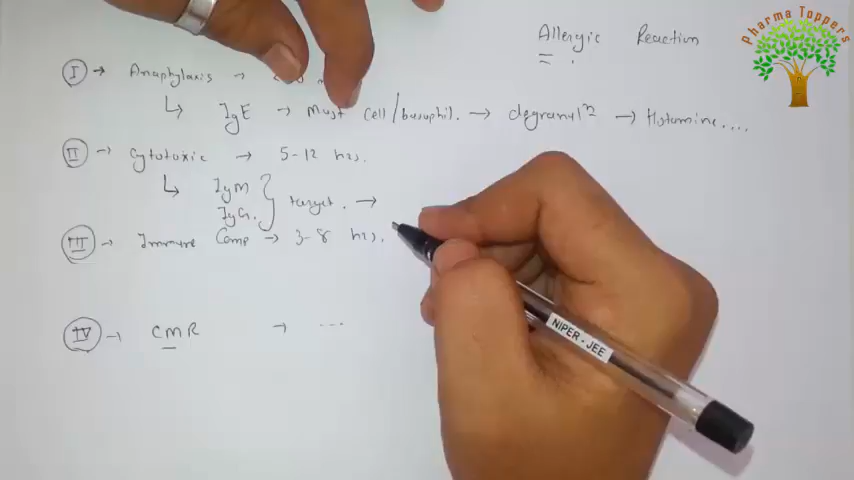 Pharma Toppers
Allergic Reaction
I → Anaphylaxis →
↳ IgE → Mast cell/basophil. → degranulⁿ → Histamine....
II → Cytotoxic → 5-12 hrs.
↳ IgM
IgG. } target. →
III → Immune Comp → 3-8 hrs.
IV → CMR → ...
NIPER-JEE